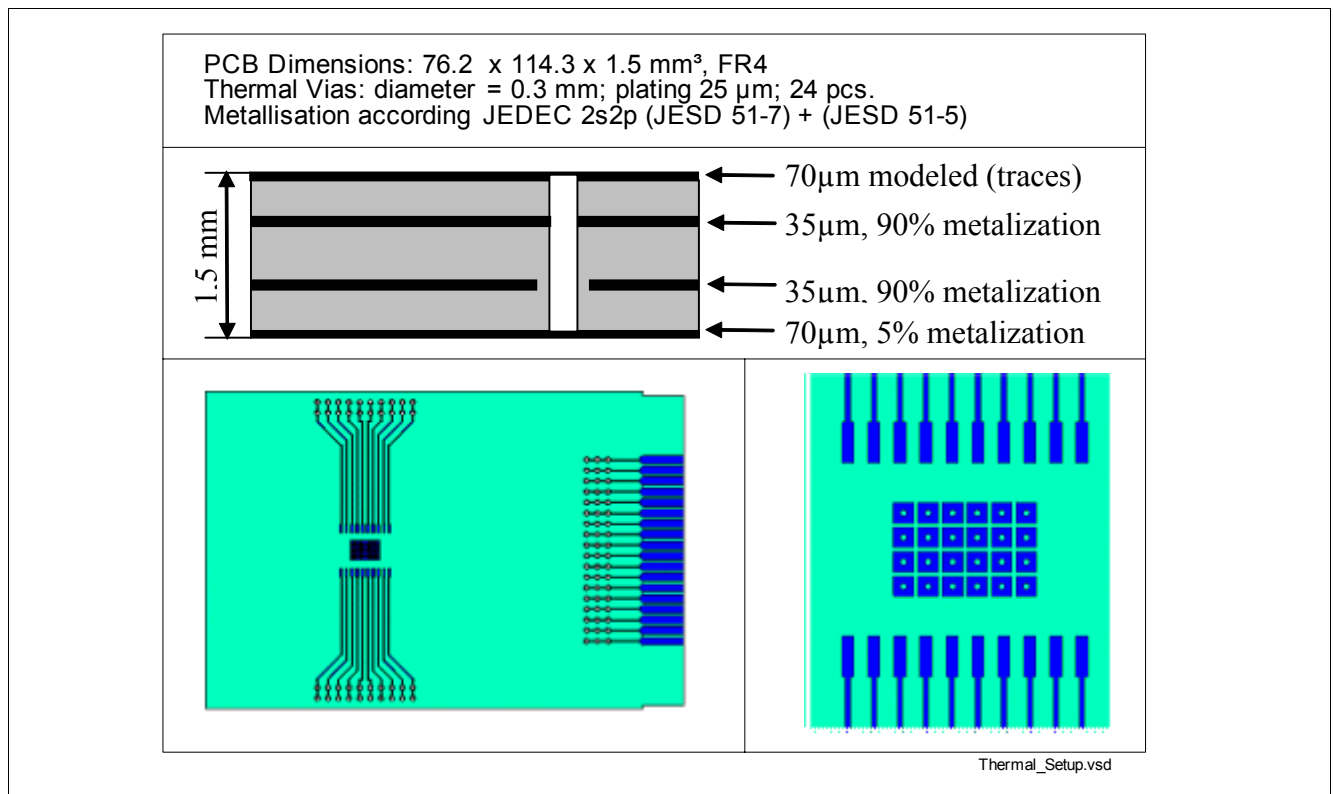 PCB Dimensions: 76.2 x 114.3 x 1.5 mm³, FR4
Thermal Vias: diameter = 0.3 mm; plating 25 µm; 24 pcs.
Metallisation according JEDEC 2s2p (JESD 51-7) + (JESD 51-5)
1.5 mm
70µm modeled (traces)
35µm, 90% metalization
35µm, 90% metalization
70µm, 5% metalization
Thermal_Setup.vsd